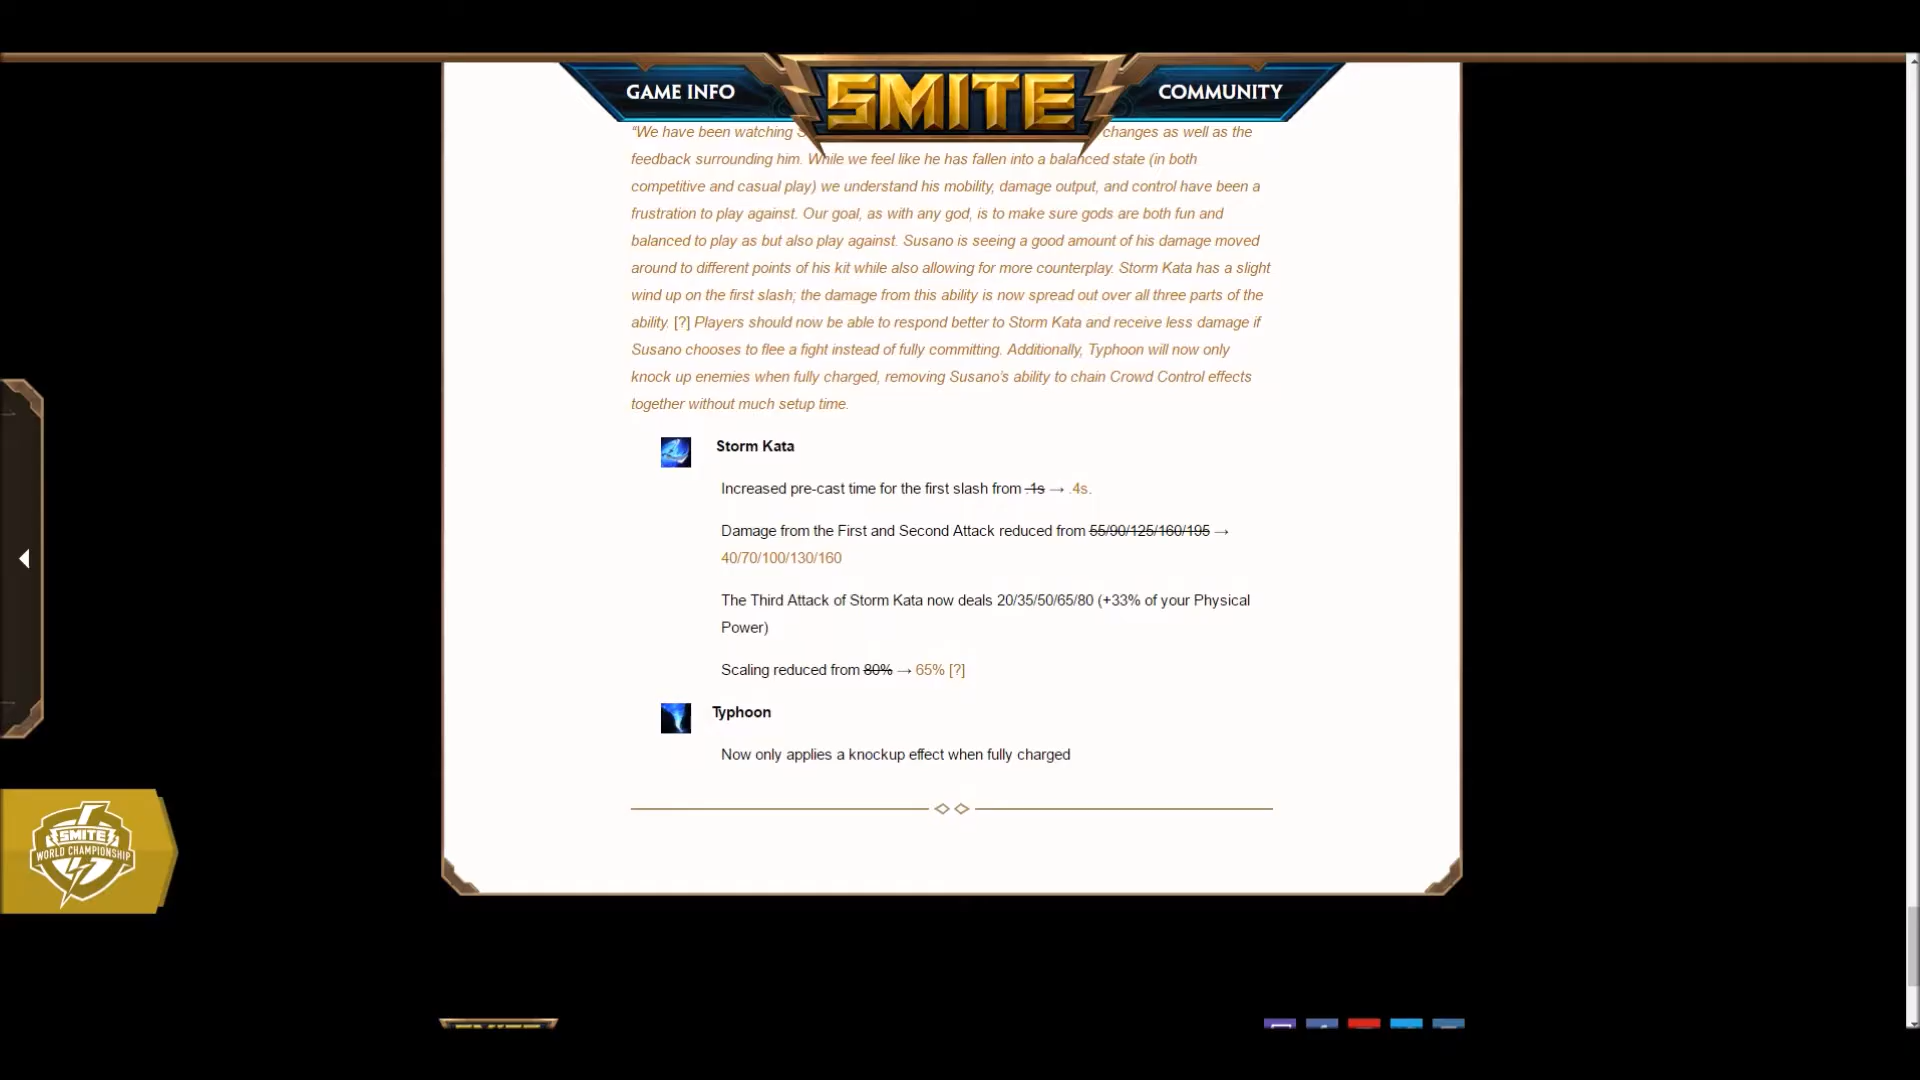 GAME INFO
SMITE
COMMUNITY
“We have been watching S changes as well as the
feedback surrounding him. While we feel like he has fallen into a balanced state (in both
competitive and casual play) we understand his mobility, damage output, and control have been a
frustration to play against. Our goal, as with any god, is to make sure gods are both fun and
balanced to play as but also play against. Susano is seeing a good amount of his damage moved
around to different points of his kit while also allowing for more counterplay. Storm Kata has a slight
wind up on the first slash; the damage from this ability is now spread out over all three parts of the
ability. [?] Players should now be able to respond better to Storm Kata and receive less damage if
Susano chooses to flee a fight instead of fully committing. Additionally, Typhoon will now only
knock up enemies when fully charged, removing Susano’s ability to chain Crowd Control effects
together without much setup time.
Storm Kata
Increased pre-cast time for the first slash from .1s → .4s.
Damage from the First and Second Attack reduced from 55/90/125/160/195 →
40/70/100/130/160
The Third Attack of Storm Kata now deals 20/35/50/65/80 (+33% of your Physical
Power)
Scaling reduced from 80% → 65% [?]
Typhoon
Now only applies a knockup effect when fully charged
SMITE
WORLD CHAMPIONSHIP